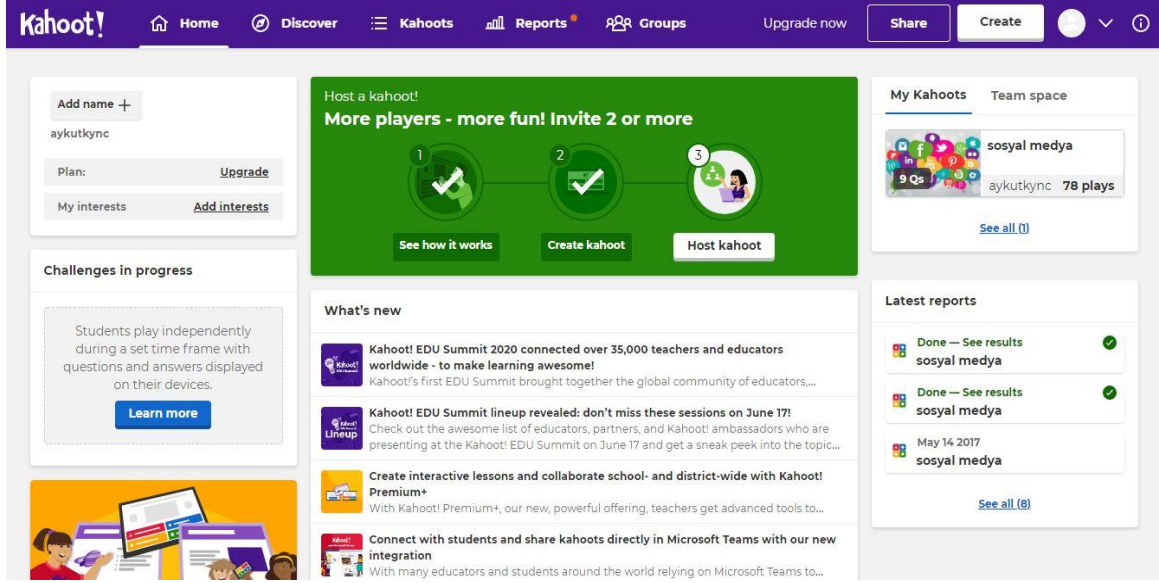 Kahoot!
Home
Discover
Kahoots
Reports
Groups
Upgrade now
Share
Create
Add name +
aykutkync
Plan: Upgrade
My interests Add interests
Challenges in progress
Students play independently
during a set time frame with
questions and answers displayed
on their devices.
Learn more
Host a kahoot!
More players - more fun! Invite 2 or more
1
2
3
See how it works
Create kahoot
Host kahoot
What's new
Kahoot! EDU Summit 2020 connected over 35,000 teachers and educators
worldwide - to make learning awesome!
Kahoot!'s first EDU Summit brought together the global community of educators,...
Lineup
Kahoot! EDU Summit lineup revealed: don't miss these sessions on June 17!
Check out the awesome list of educators, partners, and Kahoot! ambassadors who are
presenting at the Kahoot! EDU Summit on June 17 and get a sneak peek into the topic...
Create interactive lessons and collaborate school- and district-wide with Kahoot!
Premium+
With Kahoot! Premium+, our new, powerful offering, teachers get advanced tools to...
Connect with students and share kahoots directly in Microsoft Teams with our new
integration
With many educators and students around the world relying on Microsoft Teams to...
My Kahoots
Team space
9 Qs
sosyal medya
aykutkync 78 plays
See all (1)
Latest reports
Done — See results
sosyal medya
Done — See results
sosyal medya
May 14 2017
sosyal medya
See all (8)